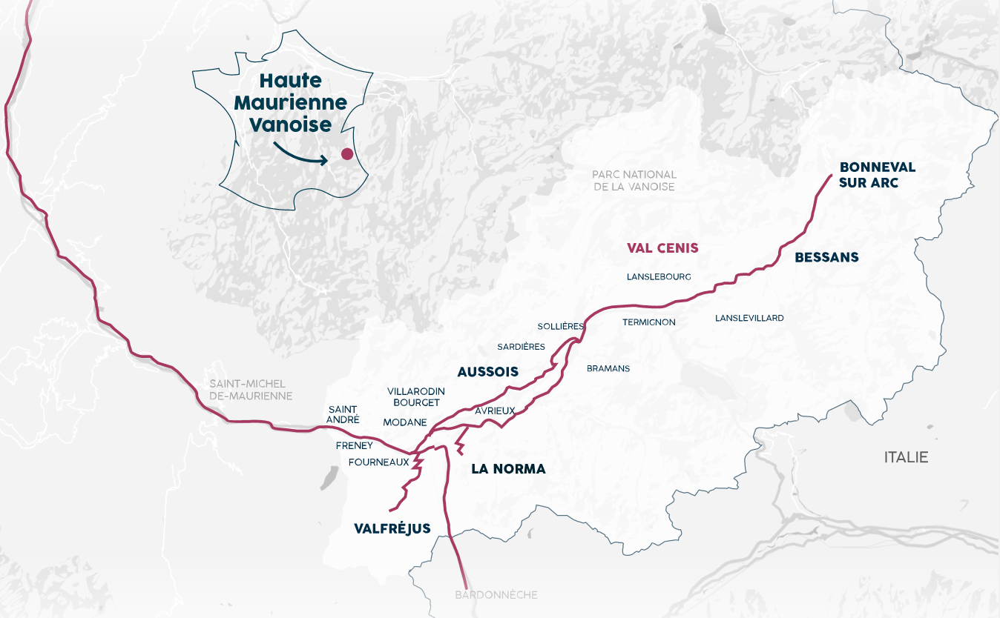 Haute
Maurienne
Vanoise
PARC NATIONAL
DE LA VANOISE
BONNEVAL
SUR ARC
VAL CENIS
BESSANS
LANSLEBOURG
LANSLEVILLARD
TERMIGNON
SOLLIÈRES
SARDIÈRES
BRAMANS
AUSSOIS
SAINT-MICHEL
DE-MAURIENNE
VILLARODIN
BOURGET
SAINT
ANDRÉ
AVRIEUX
MODANE
FRENEY
FOURNEAUX
LA NORMA
ITALIE
VALFRÉJUS
BARDONNÈCHE